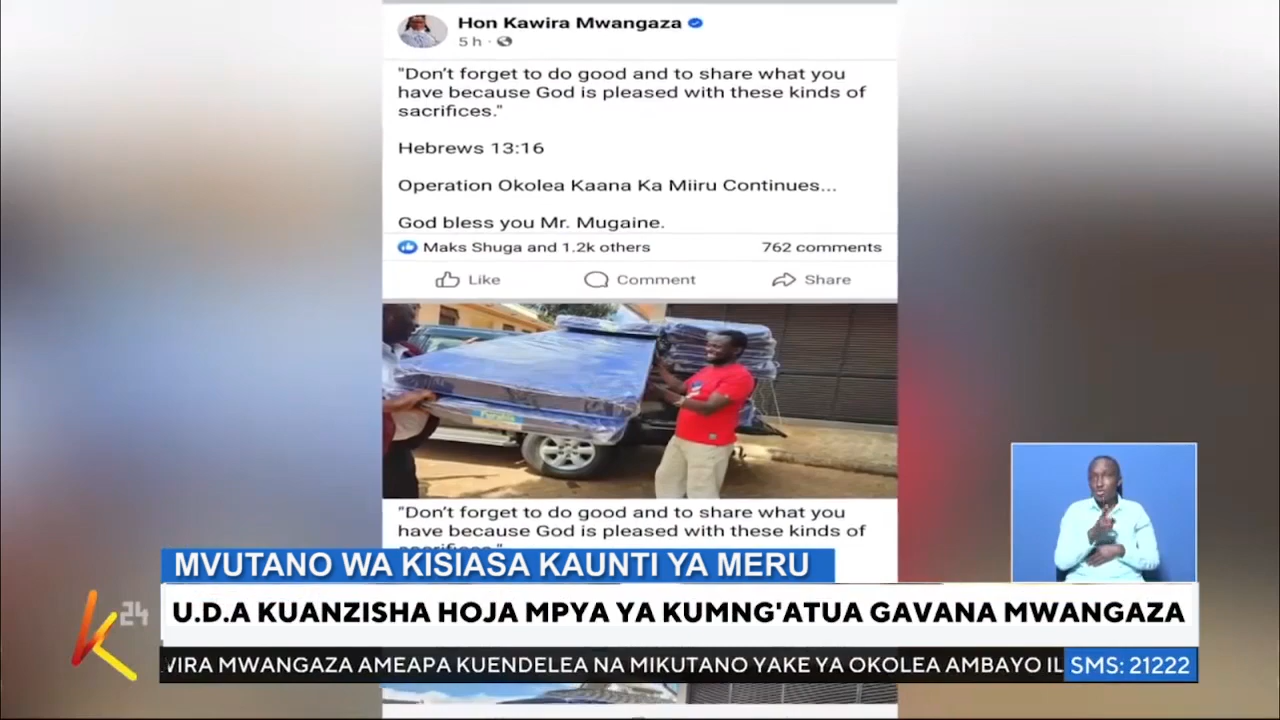 Hon Kawira Mwangaza
5 h
"Don't forget to do good and to share what you
have because God is pleased with these kinds of
sacrifices."
Hebrews 13:16
Operation Okolea Kaana Ka Miiru Continues...
God bless you Mr. Mugaine.
Maks Shuga and 1.2k others 762 comments
Like Comment Share
"Don't forget to do good and to share what you
have because God is pleased with these kinds of
sacrifices."
MVUTANO WA KISIASA KAUNTI YA MERU
K24
U.D.A KUANZISHA HOJA MPYA YA KUMNG'ATUA GAVANA MWANGAZA
WIRA MWANGAZA AMEAPA KUENDELEA NA MIKUTANO YAKE YA OKOLEA AMBAYO IL
SMS: 21222